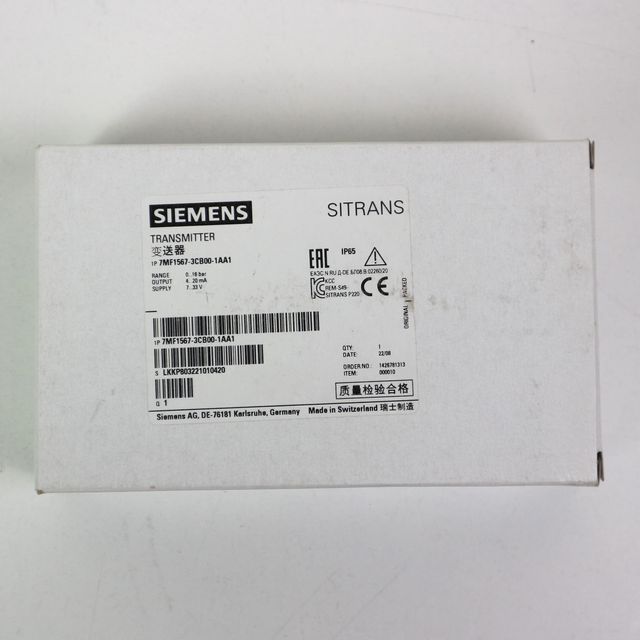 SIEMENS
SITRANS
TRANSMITTER
变送器
1P 7MF1567-3CB00-1AA1
RANGE 0..16 bar
OUTPUT 4..20mA
SUPPLY 7..33 V
EAC IP65
KCC
REM-S49-
SITRANS P220
CE
ORIGINAL PACKED
1P 7MF1567-3CB00-1AA1
S LKKP803221010420
Q 1
QTY: 1
DATE: 22/08
ORDER NO.: 1426781313
ITEM: 000010
质量检验合格
Siemens AG, DE-76181 Karlsruhe, Germany Made in Switzerland 瑞士制造